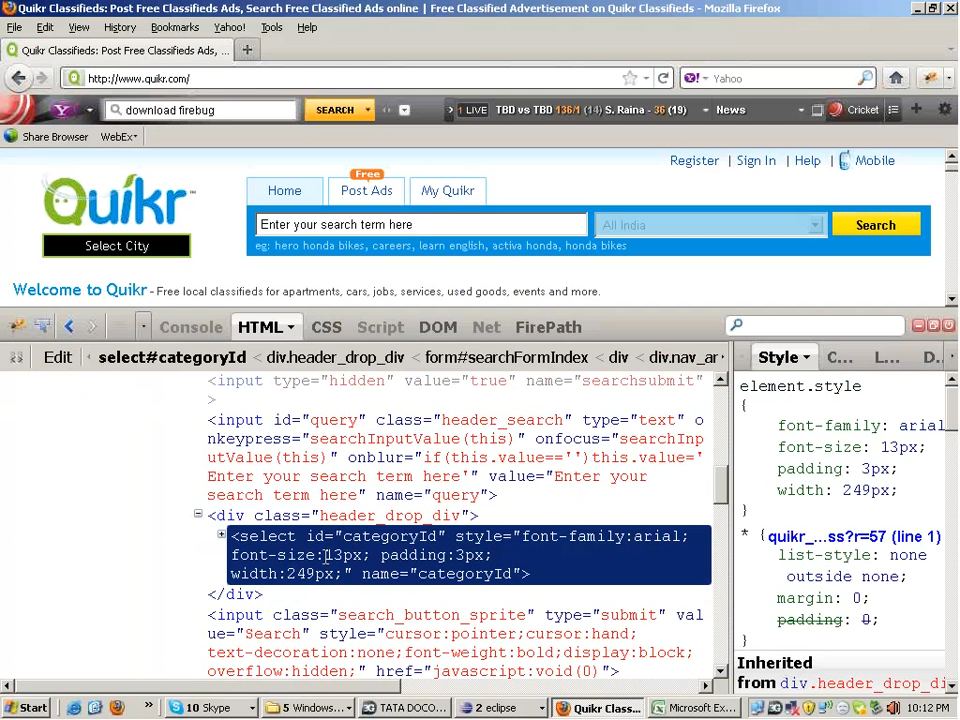 Quikr Classifieds: Post Free Classifieds Ads, Search Free Classified Ads online | Free Classified Advertisement on Quikr Classifieds - Mozilla Firefox
File Edit View History Bookmarks Yahoo! Tools Help
Quikr Classifieds: Post Free Classifieds Ads, ...
http://www.quikr.com/
Yahoo
download firebug
SEARCH
1 LIVE TBD vs TBD 136/1 (14) S. Raina - 36 (19)
News
Cricket
Share Browser WebEx
Register | Sign In | Help | Mobile
Quikr™
Free
Home Post Ads My Quikr
Enter your search term here
All India
Search
Select City
eg: hero honda bikes, careers, learn english, activa honda, honda bikes
Welcome to Quikr - Free local classifieds for apartments, cars, jobs, services, used goods, events and more.
Console HTML CSS Script DOM Net FirePath
Edit select#categoryId < div.header_drop_div < form#searchFormIndex < div < div.nav_ar
<input type="hidden" value="true" name="searchsubmit"
>
<input id="query" class="header_search" type="text" o
nkeypress="searchInputValue(this)" onfocus="searchInp
utValue(this)" onblur="if(this.value=='')this.value='
Enter your search term here'" value="Enter your
search term here" name="query">
<div class="header_drop_div">
<select id="categoryId" style="font-family:arial;
font-size:13px; padding:3px;
width:249px;" name="categoryId">
</div>
<input class="search_button_sprite" type="submit" val
ue="Search" style="cursor:pointer;cursor:hand;
text-decoration:none;font-weight:bold;display:block;
overflow:hidden;" href="javascript:void(0)"
Style C... L... D...
element.style
{
font-family: arial
font-size: 13px;
padding: 3px;
width: 249px;
}
* { quikr_...ss?r=57 (line 1)
list-style: none
outside none;
margin: 0;
padding: 0;
}
Inherited
from div.header_drop_di
Start
10 Skype
5 Windows...
TATA DOCO...
2 eclipse
Quikr Class...
Microsoft Ex...
10:12 PM